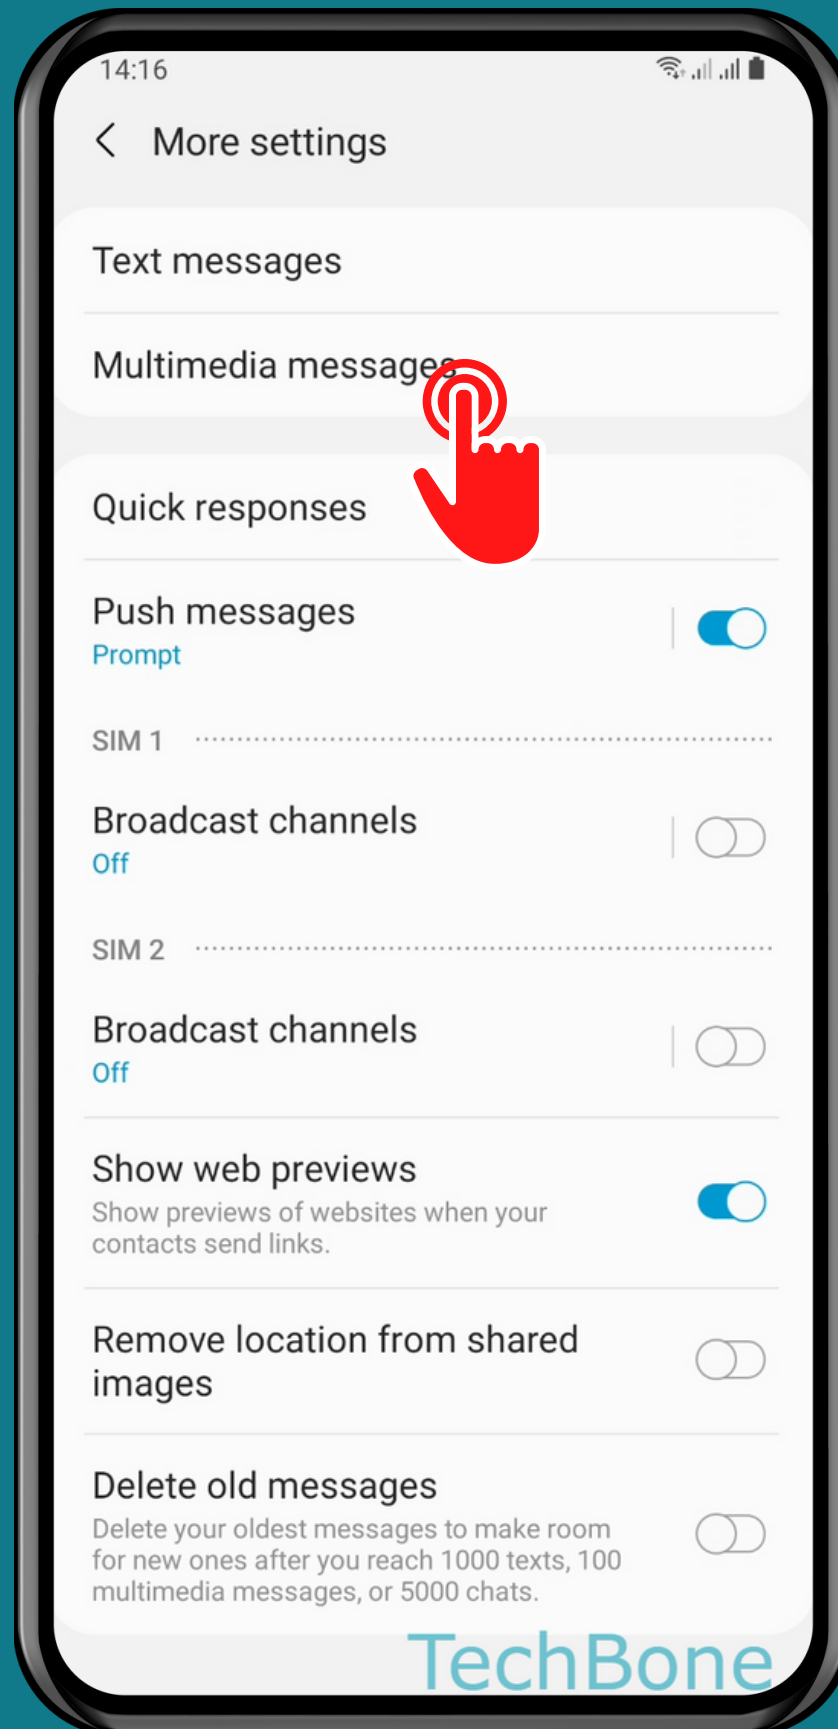 14:16
More settings
Text messages
Multimedia messages
Quick responses
Push messages
Prompt
SIM 1
Broadcast channels
Off
SIM 2
Broadcast channels
Off
Show web previews
Show previews of websites when your
contacts send links.
Remove location from shared
images
Delete old messages
Delete your oldest messages to make room
for new ones after you reach 1000 texts, 100
multimedia messages, or 5000 chats.
TechBone